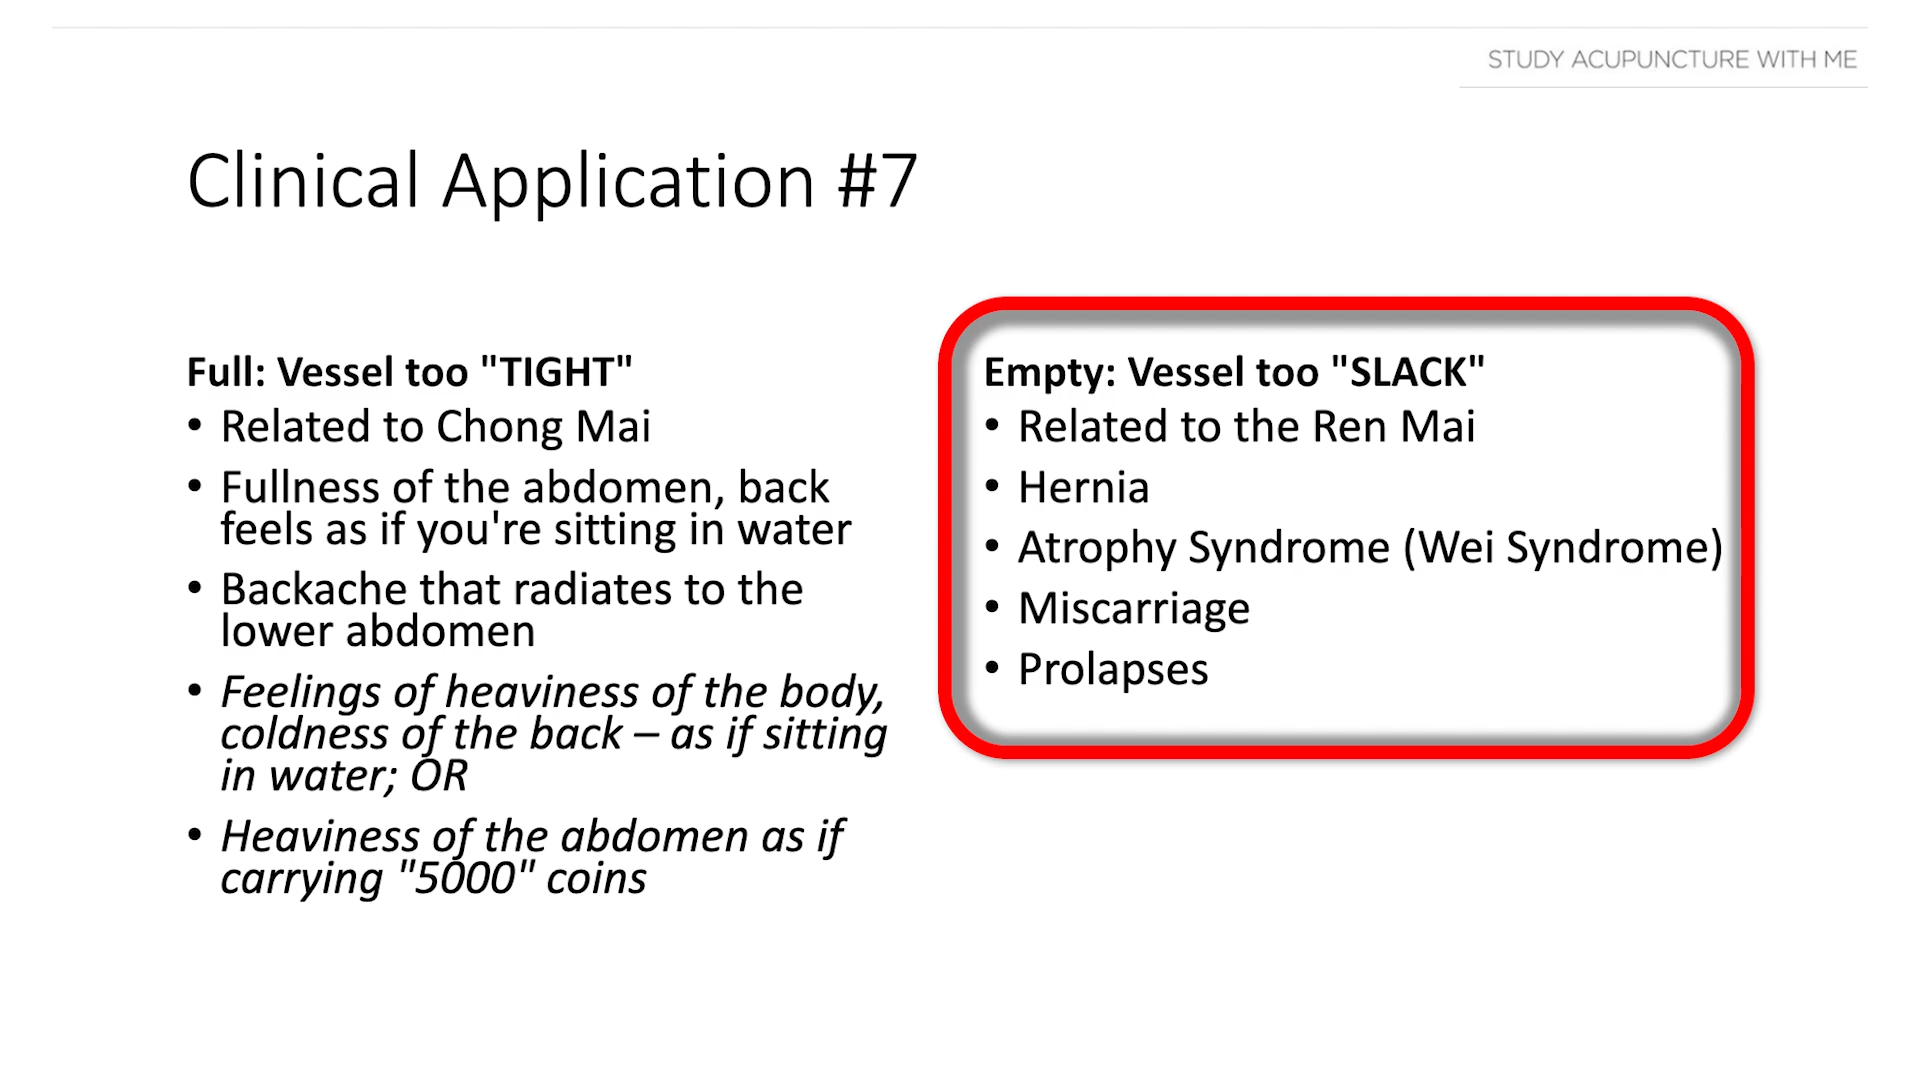 STUDY ACUPUNCTURE WITH ME
Clinical Application #7
Full: Vessel too "TIGHT"
• Related to Chong Mai
• Fullness of the abdomen, back
feels as if you're sitting in water
• Backache that radiates to the
lower abdomen
• Feelings of heaviness of the body,
coldness of the back – as if sitting
in water; OR
• Heaviness of the abdomen as if
carrying "5000" coins
Empty: Vessel too "SLACK"
• Related to the Ren Mai
• Hernia
• Atrophy Syndrome (Wei Syndrome)
• Miscarriage
• Prolapses